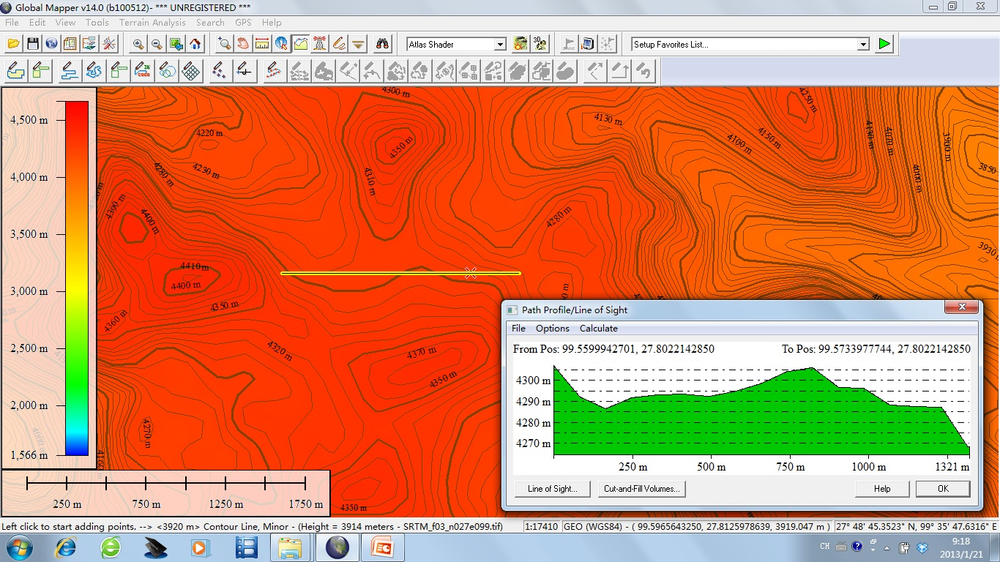 Global Mapper v14.0 (b100512)- *** UNREGISTERED ***
File Edit View Tools Terrain Analysis Search GPS Help
Atlas Shader
Setup Favorites List...
4,500 m
4,000 m
3,500 m
3,000 m
2,500 m
2,000 m
1,566 m
4300 m
4250 m
4130 m
4220 m
4350 m
4100 m
4150 m
4130 m
4070 m
3900 m
4230 m
4280 m
4310 m
4000 m
3850
4390 m
4400 m
4280 m
3930
4410 m
4400 m
4350 m
4360 m
4320 m
4370 m
4350 m
4270 m
4160 m
4350 m
250 m 750 m 1250 m 1750 m
Path Profile/Line of Sight
File Options Calculate
From Pos: 99.5599942701, 27.8022142850 To Pos: 99.5733977744, 27.8022142850
4300 m
4290 m
4280 m
4270 m
250 m 500 m 750 m 1000 m 1321 m
Line of Sight... Cut-and-Fill Volumes... Help OK
Left click to start adding points. --> <3920 m> Contour Line, Minor - (Height = 3914 meters - SRTM_f03_n027e099.tif) 1:17410 GEO (WGS84) - ( 99.5965643250, 27.8125978639, 3919.047 m ) 27° 48' 45.3523" N, 99° 35' 47.6316" E
CH
9:18
2013/1/21